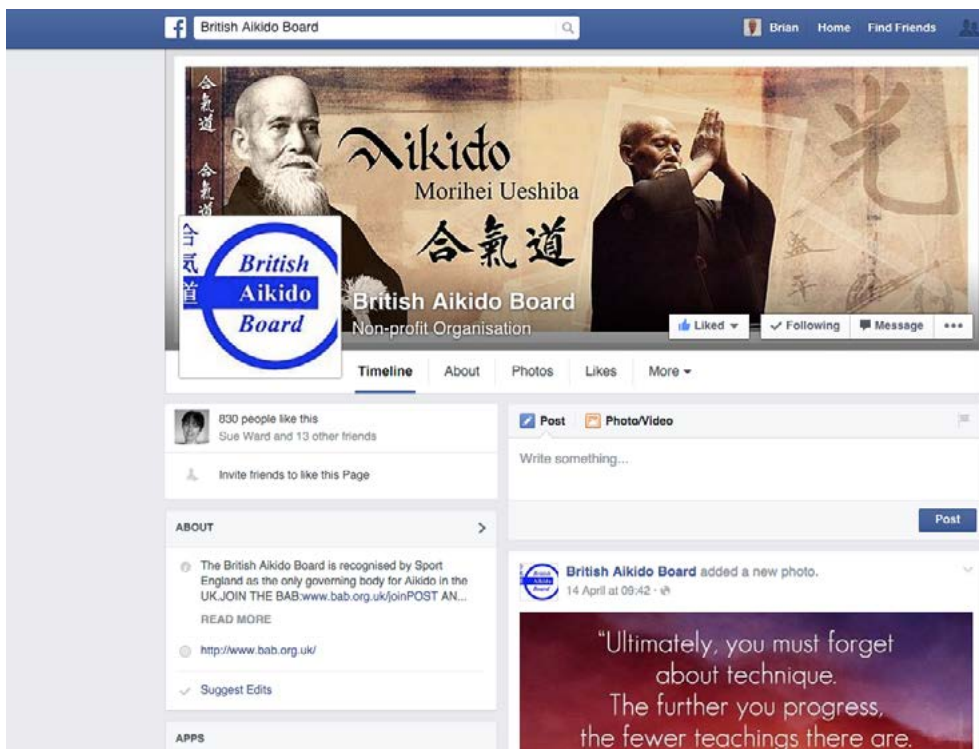 British Aikido Board
Brian Home Find Friends
合氣道 合氣道
Aikido
Morihei Ueshiba
合氣道
光
合気道
British
Aikido
Board
British Aikido Board
Non-profit Organisation
Liked
Following
Message
Timeline About Photos Likes More
830 people like this
Sue Ward and 13 other friends
Invite friends to like this Page
ABOUT
The British Aikido Board is recognised by Sport
England as the only governing body for Aikido in the
UK.JOIN THE BAB:www.bab.org.uk/joinPOST AN...
READ MORE
http://www.bab.org.uk/
Suggest Edits
APPS
Post Photo/Video
Write something...
Post
British Aikido Board added a new photo.
14 April at 09:42 ·
British
Aikido
Board
“Ultimately, you must forget
about technique.
The further you progress,
the fewer teachings there are.